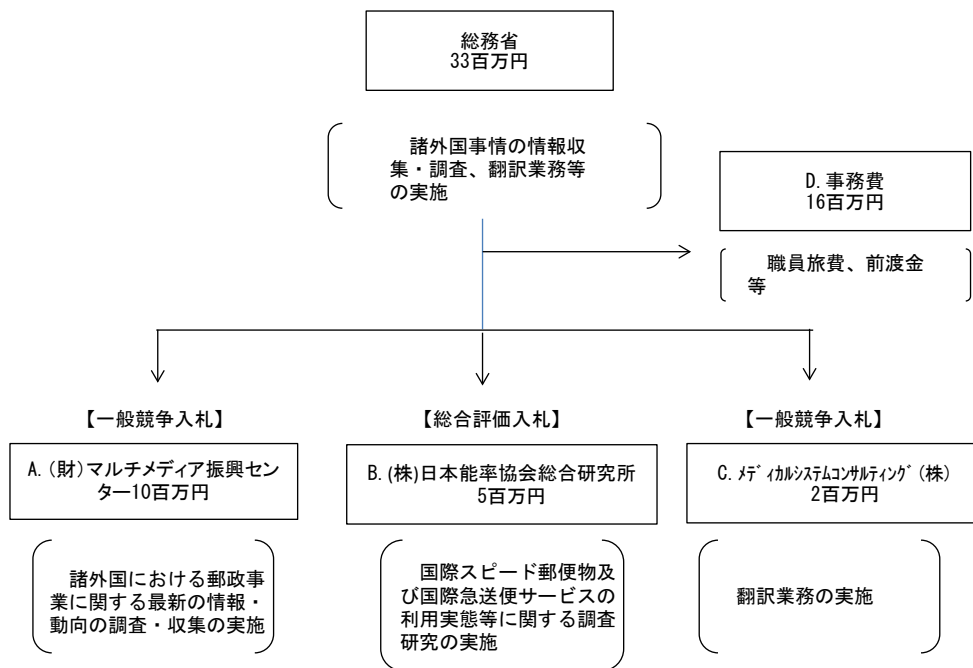 総務省
33百万円
諸外国事情の情報収
集・調査、翻訳業務等
の実施
D. 事務費
16百万円
職員旅費、前渡金
等
【一般競争入札】
【総合評価入札】
【一般競争入札】
A. (財)マルチメディア振興セン
ター10百万円
B. (株)日本能率協会総合研究所
5百万円
C. ﾒﾃﾞｨｶﾙｼｽﾃﾑｺﾝｻﾙﾃｨﾝｸﾞ(株)
2百万円
諸外国における郵政事
業に関する最新の情報・
動向の調査・収集の実施
国際スピード郵便物及
び国際急送便サービスの
利用実態等に関する調査
研究の実施
翻訳業務の実施